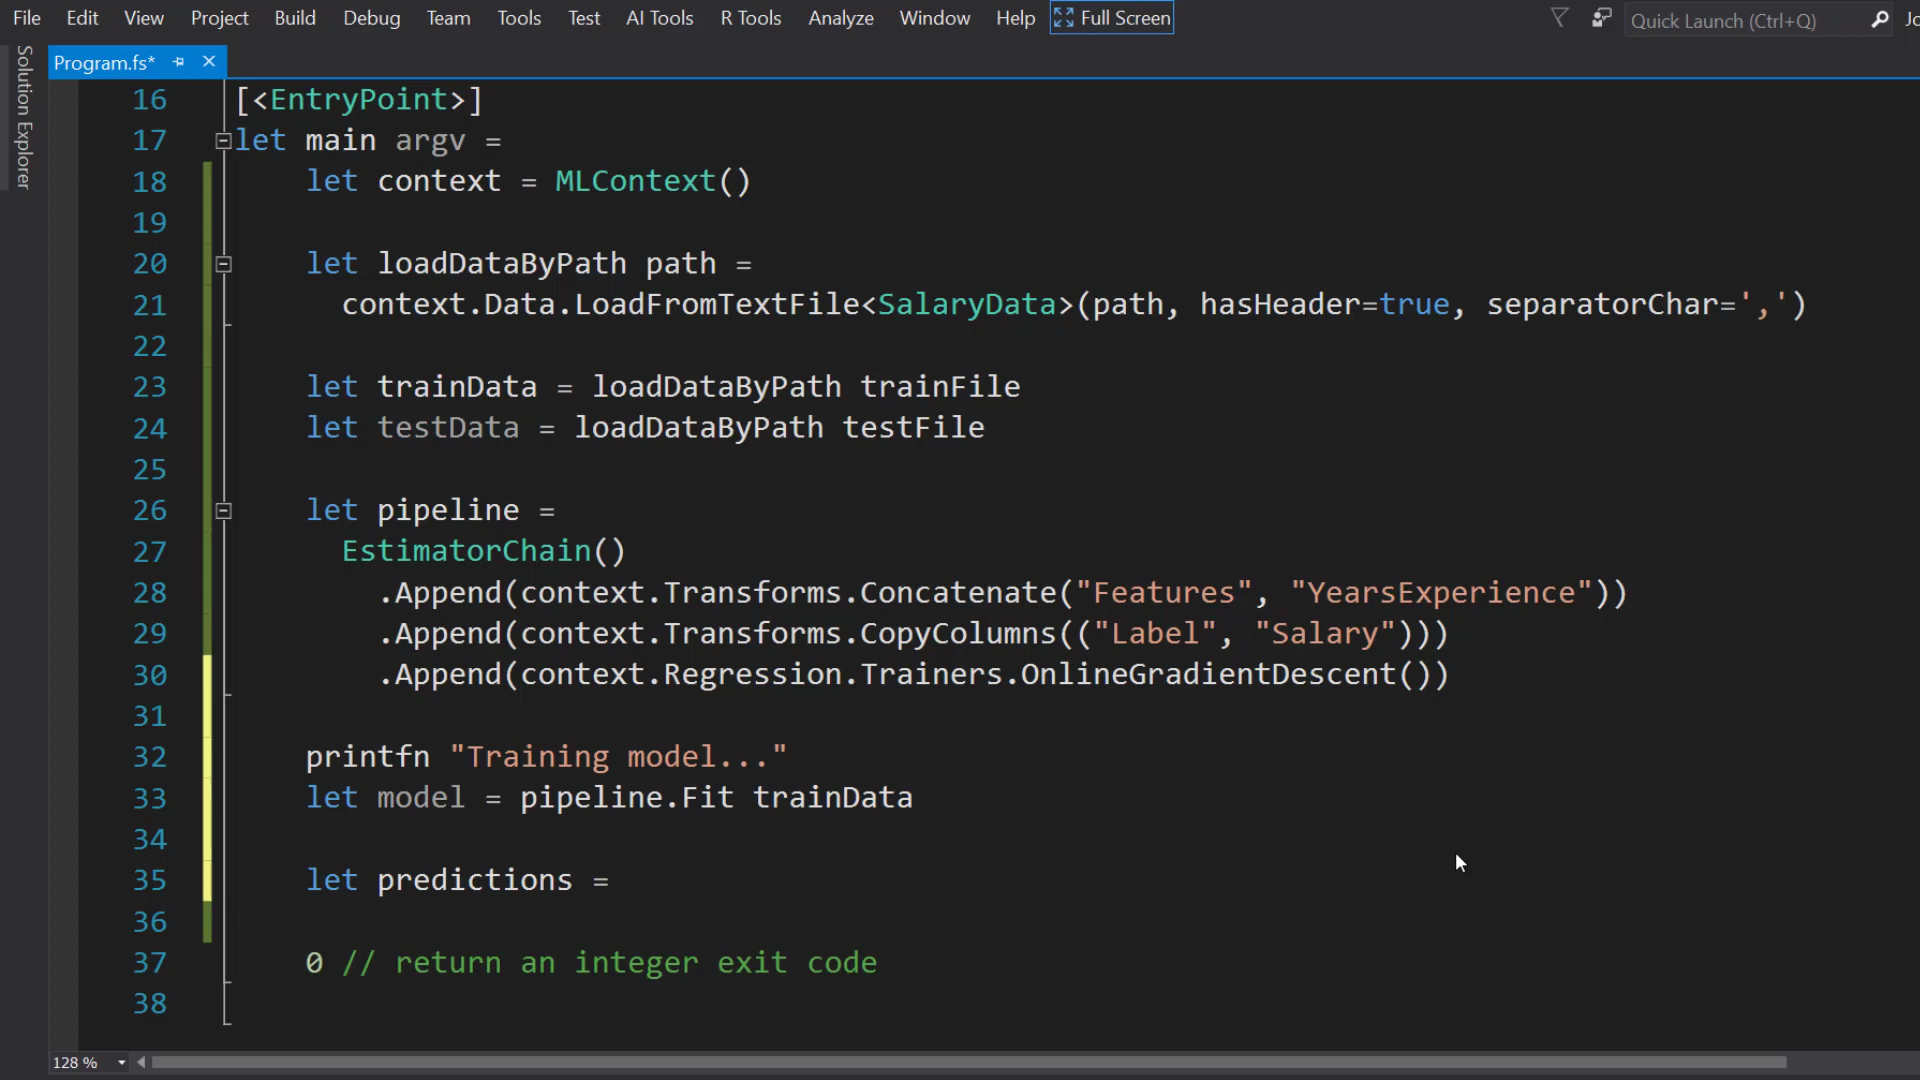 File Edit View Project Build Debug Team Tools Test AI Tools R Tools Analyze Window Help Full Screen Quick Launch (Ctrl+Q) Jo
Solution Explorer
Program.fs*
16 [<EntryPoint>]
17 let main argv =
18 let context = MLContext()
19
20 let loadDataByPath path =
21 context.Data.LoadFromTextFile<SalaryData>(path, hasHeader=true, separatorChar=',')
22
23 let trainData = loadDataByPath trainFile
24 let testData = loadDataByPath testFile
25
26 let pipeline =
27 EstimatorChain()
28 .Append(context.Transforms.Concatenate("Features", "YearsExperience"))
29 .Append(context.Transforms.CopyColumns(("Label", "Salary")))
30 .Append(context.Regression.Trainers.OnlineGradientDescent())
31
32 printfn "Training model..."
33 let model = pipeline.Fit trainData
34
35 let predictions =
36
37 0 // return an integer exit code
38
128 %